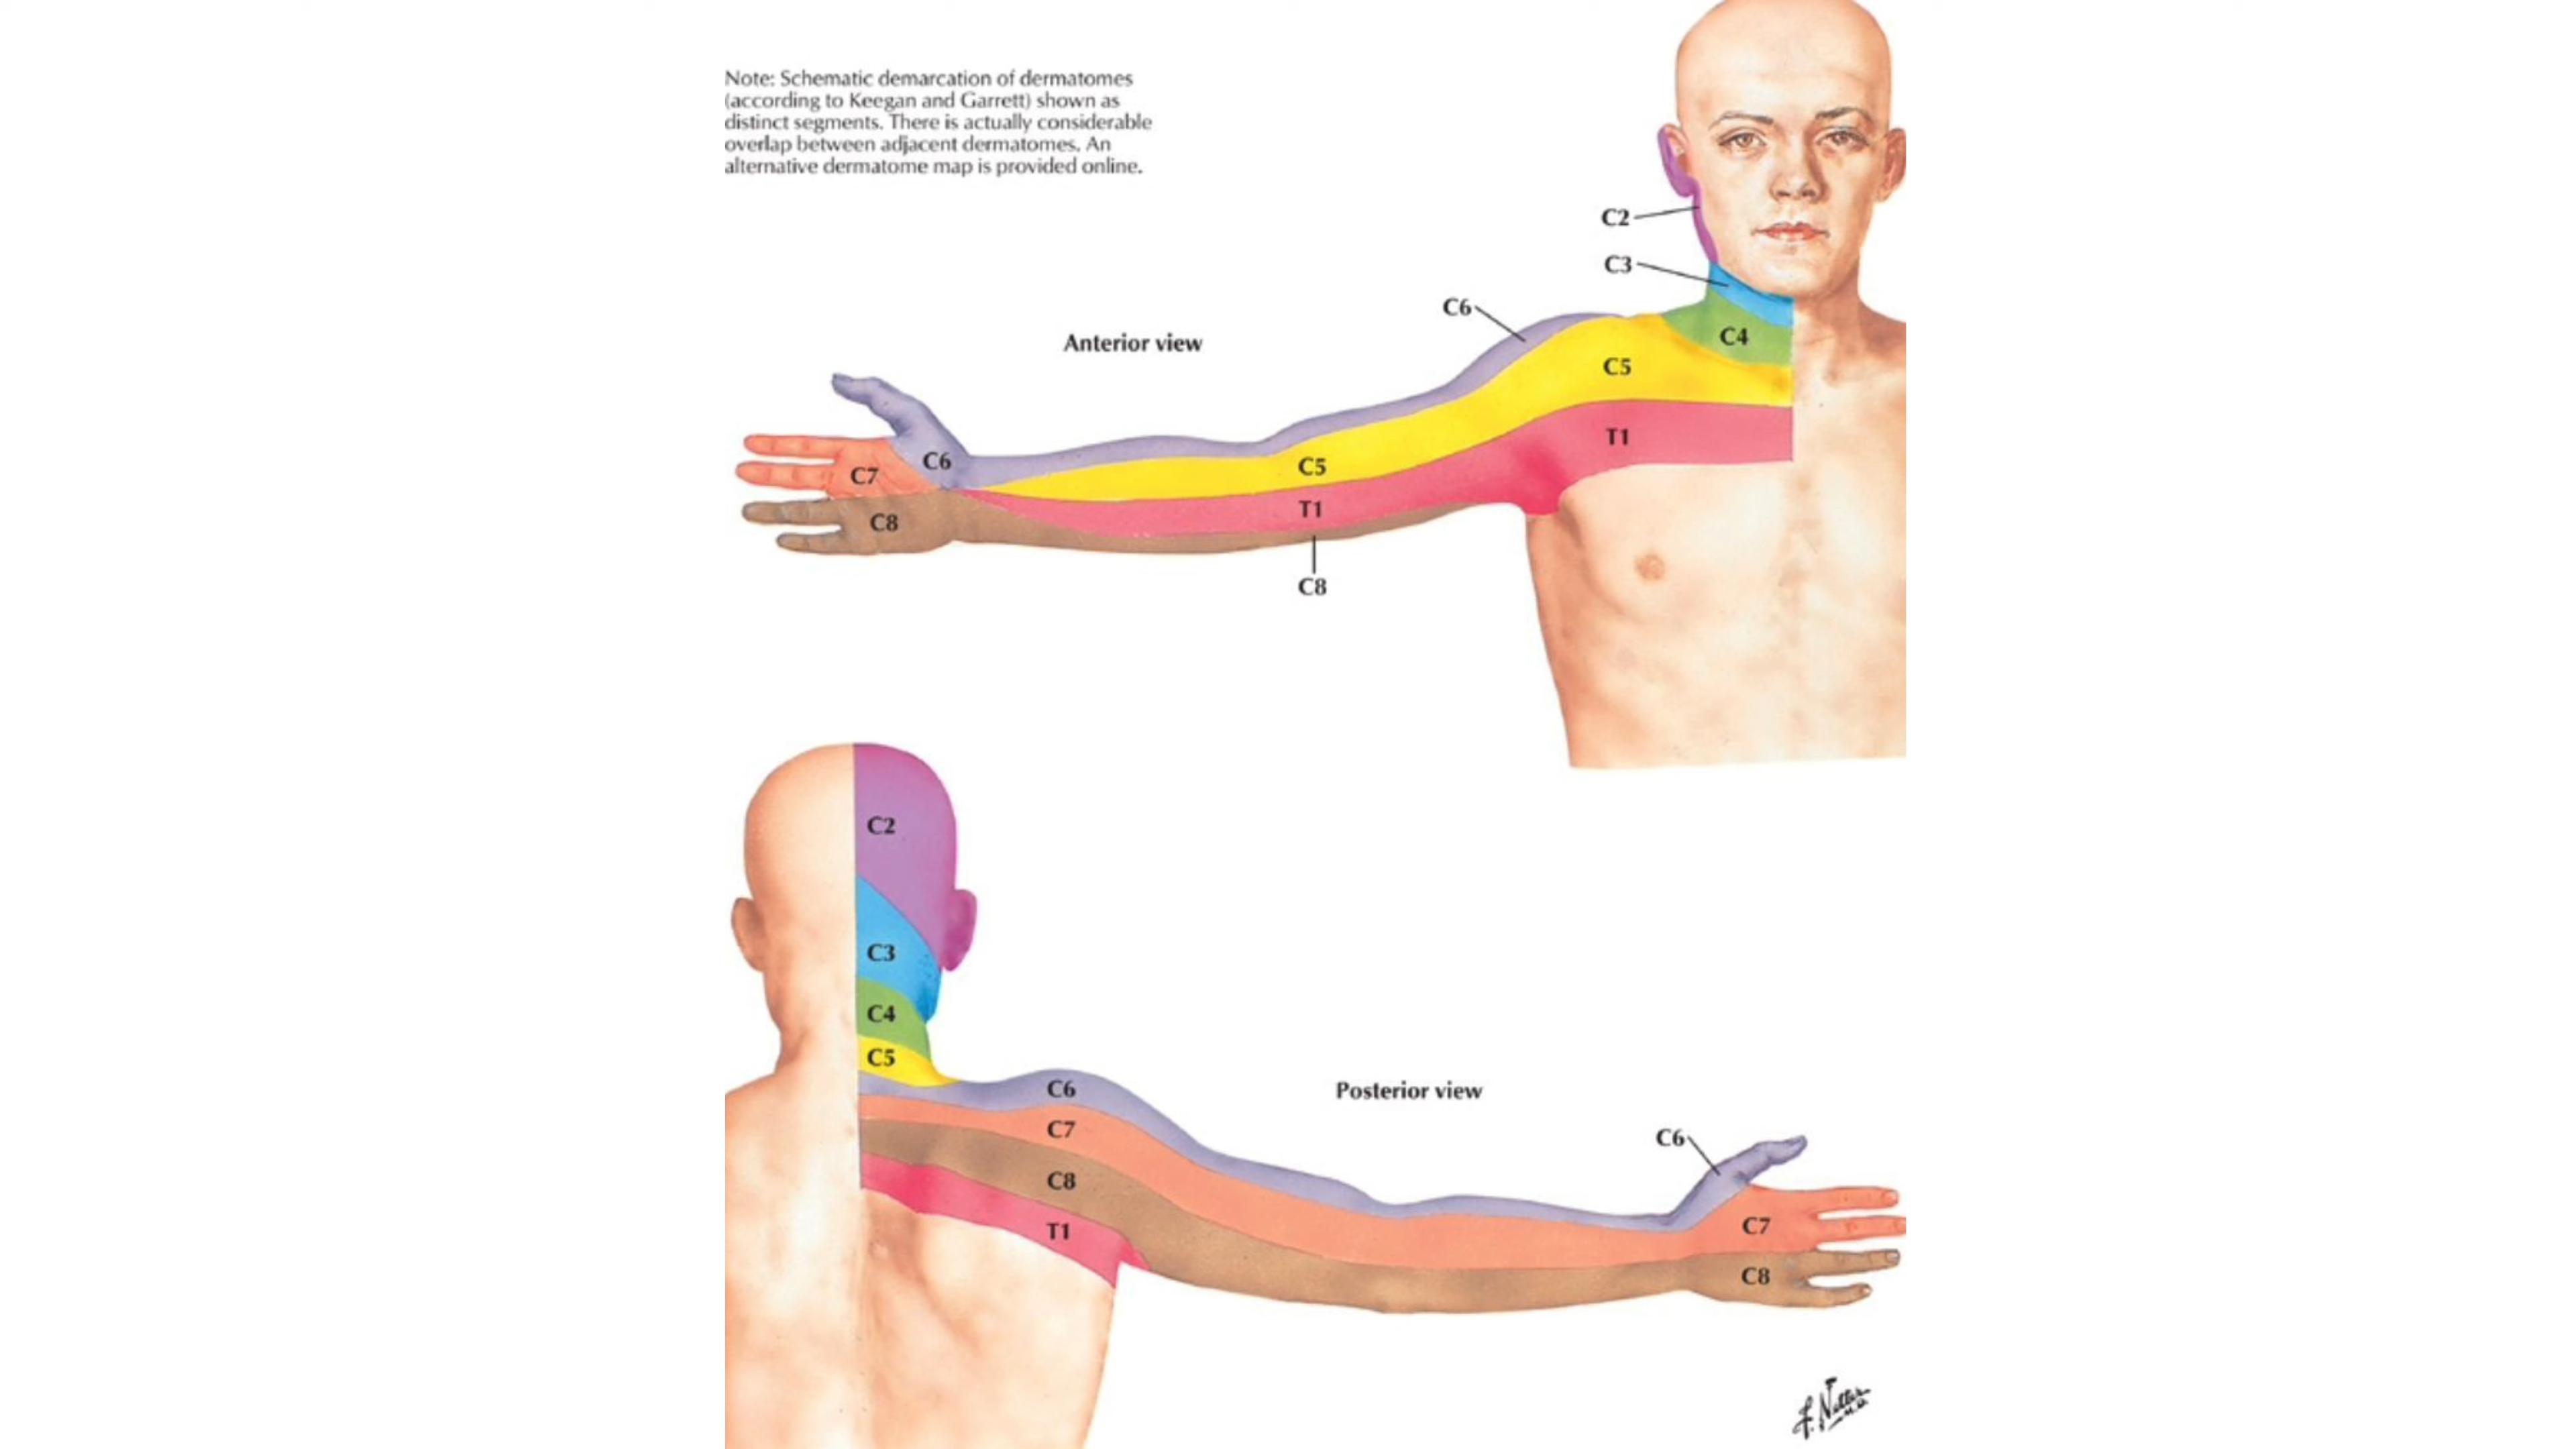 Note: Schematic demarcation of dermatomes
(according to Keegan and Garrett) shown as
distinct segments. There is actually considerable
overlap between adjacent dermatomes. An
alternative dermatome map is provided online.
C2
C3
C6
C4
Anterior view
C5
T1
C6
C5
C7
T1
C8
C8
C2
C3
C4
C5
C6
Posterior view
C7
C6
C8
C7
T1
C8
F. Netter M.D.